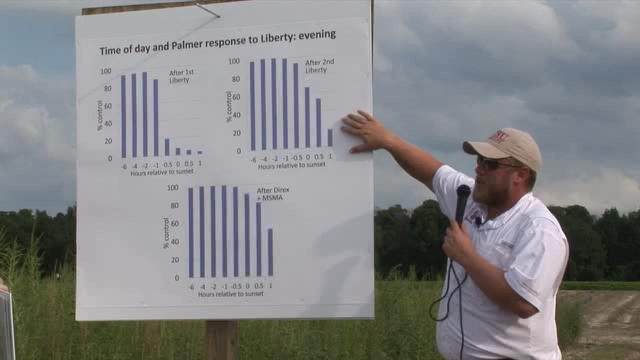 Time of day and Palmer response to Liberty: evening
After 1st
Liberty
% control
100
80
60
40
20
0
-6 -4 -2 -1 -0.5 0 0.5 1
Hours relative to sunset
After 2nd
Liberty
% control
100
80
60
40
20
0
-6 -4 -2 -1 -0.5 0 0.5 1
Hours relative to sunset
After Direx
+ MSMA
% control
100
80
60
40
20
0
-6 -4 -2 -1 -0.5 0 0.5 1
Hours relative to sunset